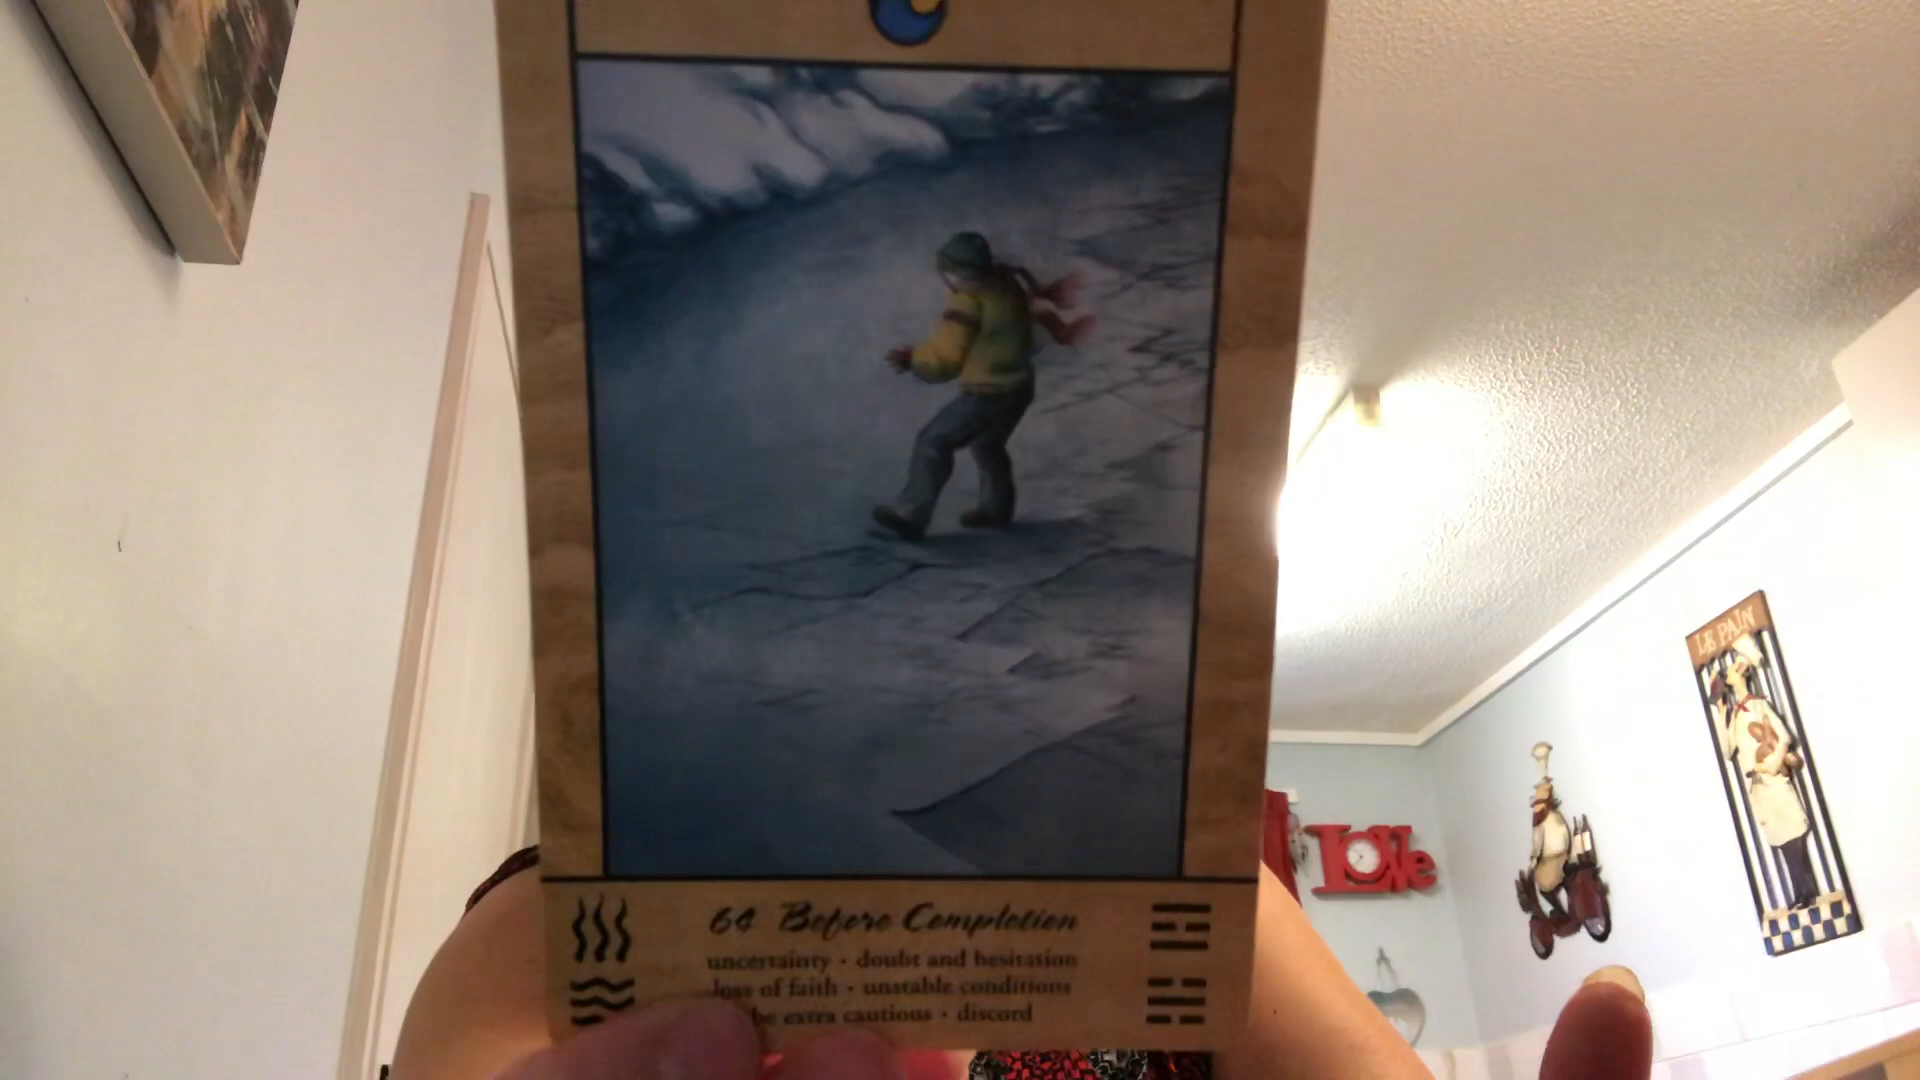 64 Before Completion
uncertainty · doubt and hesitation
loss of faith · unstable conditions
be extra cautious · discord
LOVE
LE PAIN